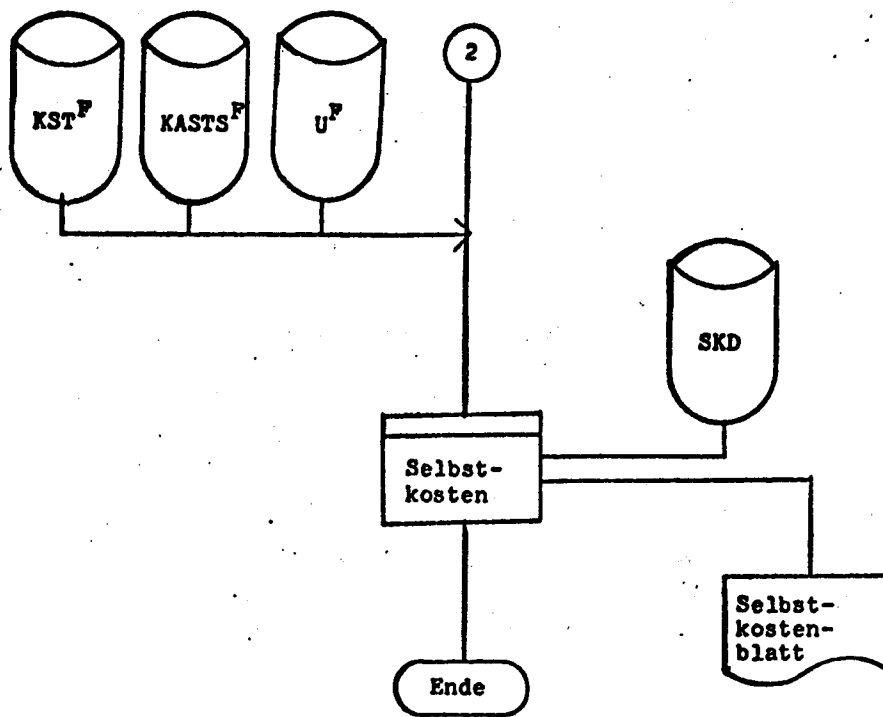 KST^F
KASTS^F
U^F
2
SKD
Selbst-
kosten
Selbst-
kosten-
blatt
Ende